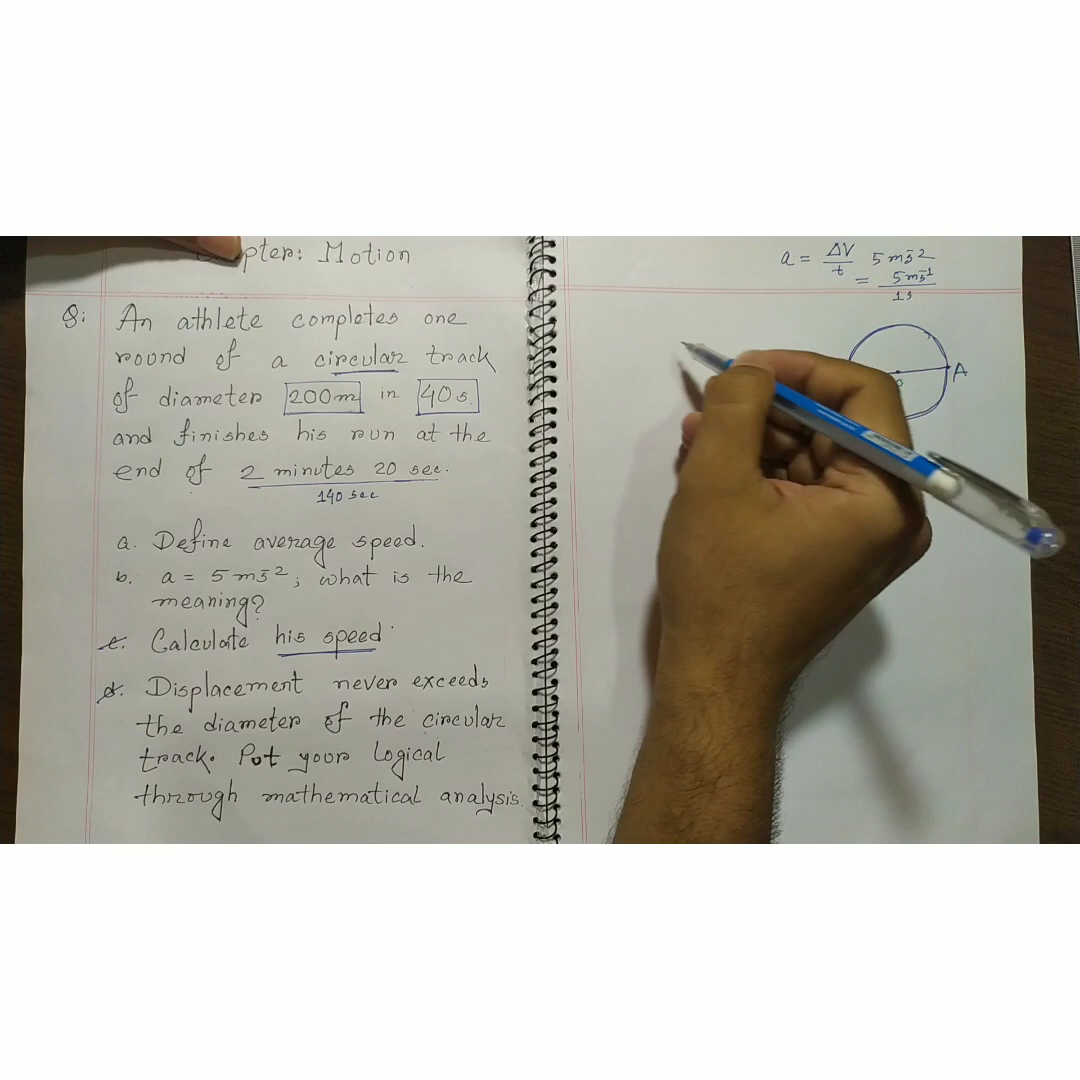 pter: Motion
Q: An athlete completes one
round of a circular track
of diameter 200m in 40s.
and finishes his run at the
end of 2 minutes 20 sec.
140 sec
a. Define average speed.
b. a = 5ms⁻²; what is the
meaning?
c. Calculate his speed
d. Displacement never exceeds
the diameter of the circular
track. Put your logical
through mathematical analysis.
a = ΔV/t 5ms⁻²
= 5ms⁻¹/1s
A